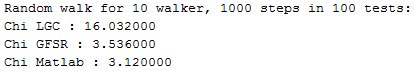 Random walk for 10 walker, 1000 steps in 100 tests:
Chi LGC : 16.032000
Chi GFSR : 3.536000
Chi Matlab : 3.120000